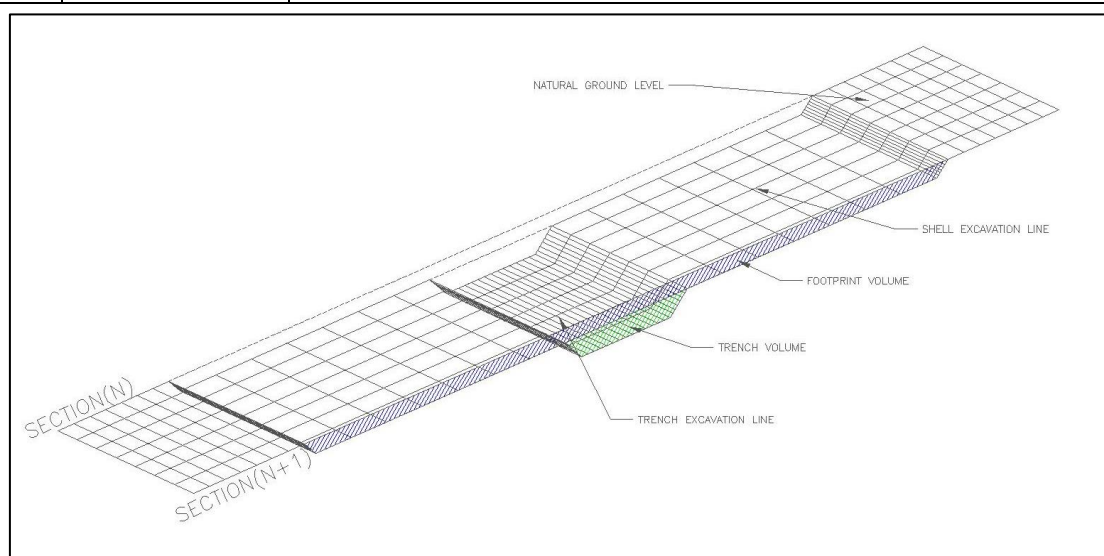 NATURAL GROUND LEVEL
SHELL EXCAVATION LINE
FOOTPRINT VOLUME
TRENCH VOLUME
TRENCH EXCAVATION LINE
SECTION(N)
SECTION(N+1)